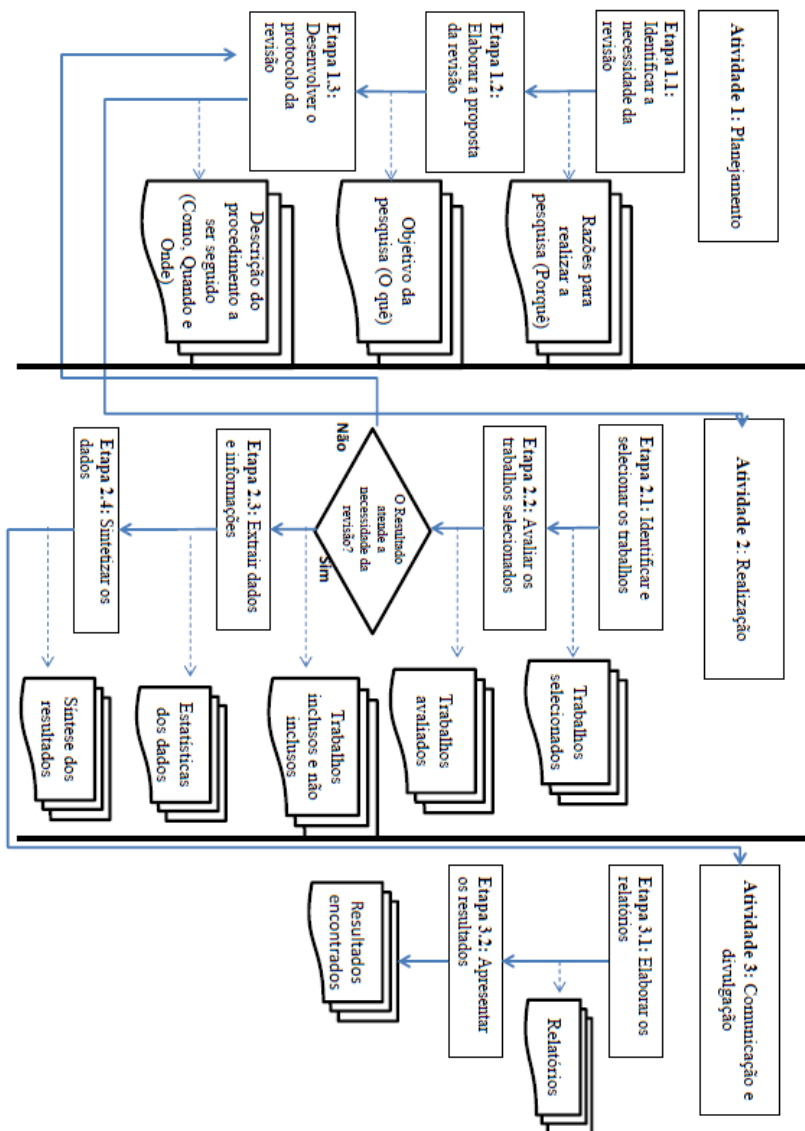 Atividade 1: Planejamento
Etapa 1.1:
Identificar a
necessidade da
revisão
Razões para
realizar a
pesquisa (Porquê)
Etapa 1.2:
Elaborar a proposta
da revisão
Objetivo da
pesquisa (O quê)
Etapa 1.3:
Desenvolver o
protocolo da
revisão
Descrição do
procedimento a
ser seguido
(Como, Quando e
Onde)
Atividade 2: Realização
Etapa 2.1: Identificar e
selecionar os trabalhos
Trabalhos
selecionados
Etapa 2.2: Avaliar os
trabalhos selecionados
Trabalhos
avaliados
O Resultado
atende a
necessidade da
revisão?
Não
Sim
Trabalhos
inclusos e não
inclusos
Etapa 2.3: Extrair dados
e informações
Estatísticas
dos dados
Etapa 2.4: Sintetizar os
dados
Síntese dos
resultados
Atividade 3: Comunicação e
divulgação
Etapa 3.1: Elaborar os
relatórios
Relatórios
Etapa 3.2: Apresentar
os resultados
Resultados
encontrados